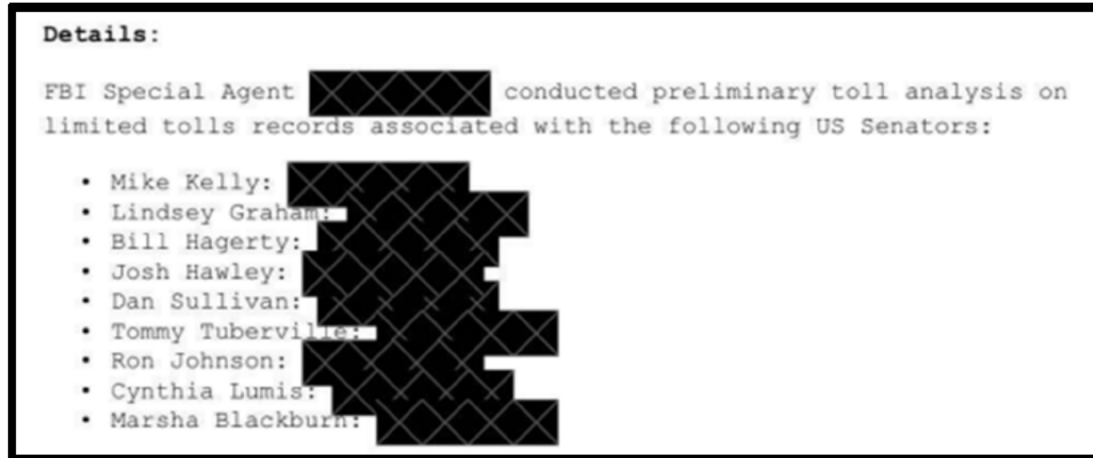 Details:
FBI Special Agent conducted preliminary toll analysis on
limited tolls records associated with the following US Senators:
• Mike Kelly:
• Lindsey Graham:
• Bill Hagerty:
• Josh Hawley:
• Dan Sullivan:
• Tommy Tuberville:
• Ron Johnson:
• Cynthia Lumis:
• Marsha Blackburn: